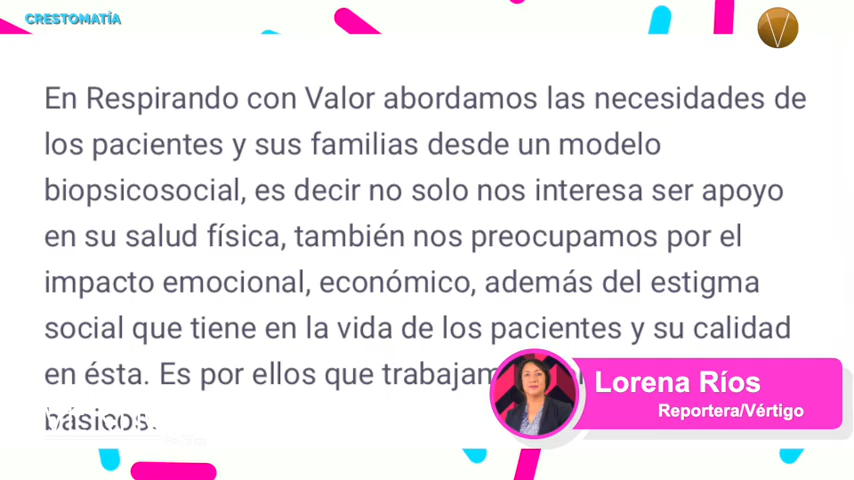 CRESTOMATÍA
V
En Respirando con Valor abordamos las necesidades de
los pacientes y sus familias desde un modelo
biopsicosocial, es decir no solo nos interesa ser apoyo
en su salud física, también nos preocupamos por el
impacto emocional, económico, además del estigma
social que tiene en la vida de los pacientes y su calidad
en ésta. Es por ellos que trabajam
básicos
Lorena Ríos
Reportera/Vértigo